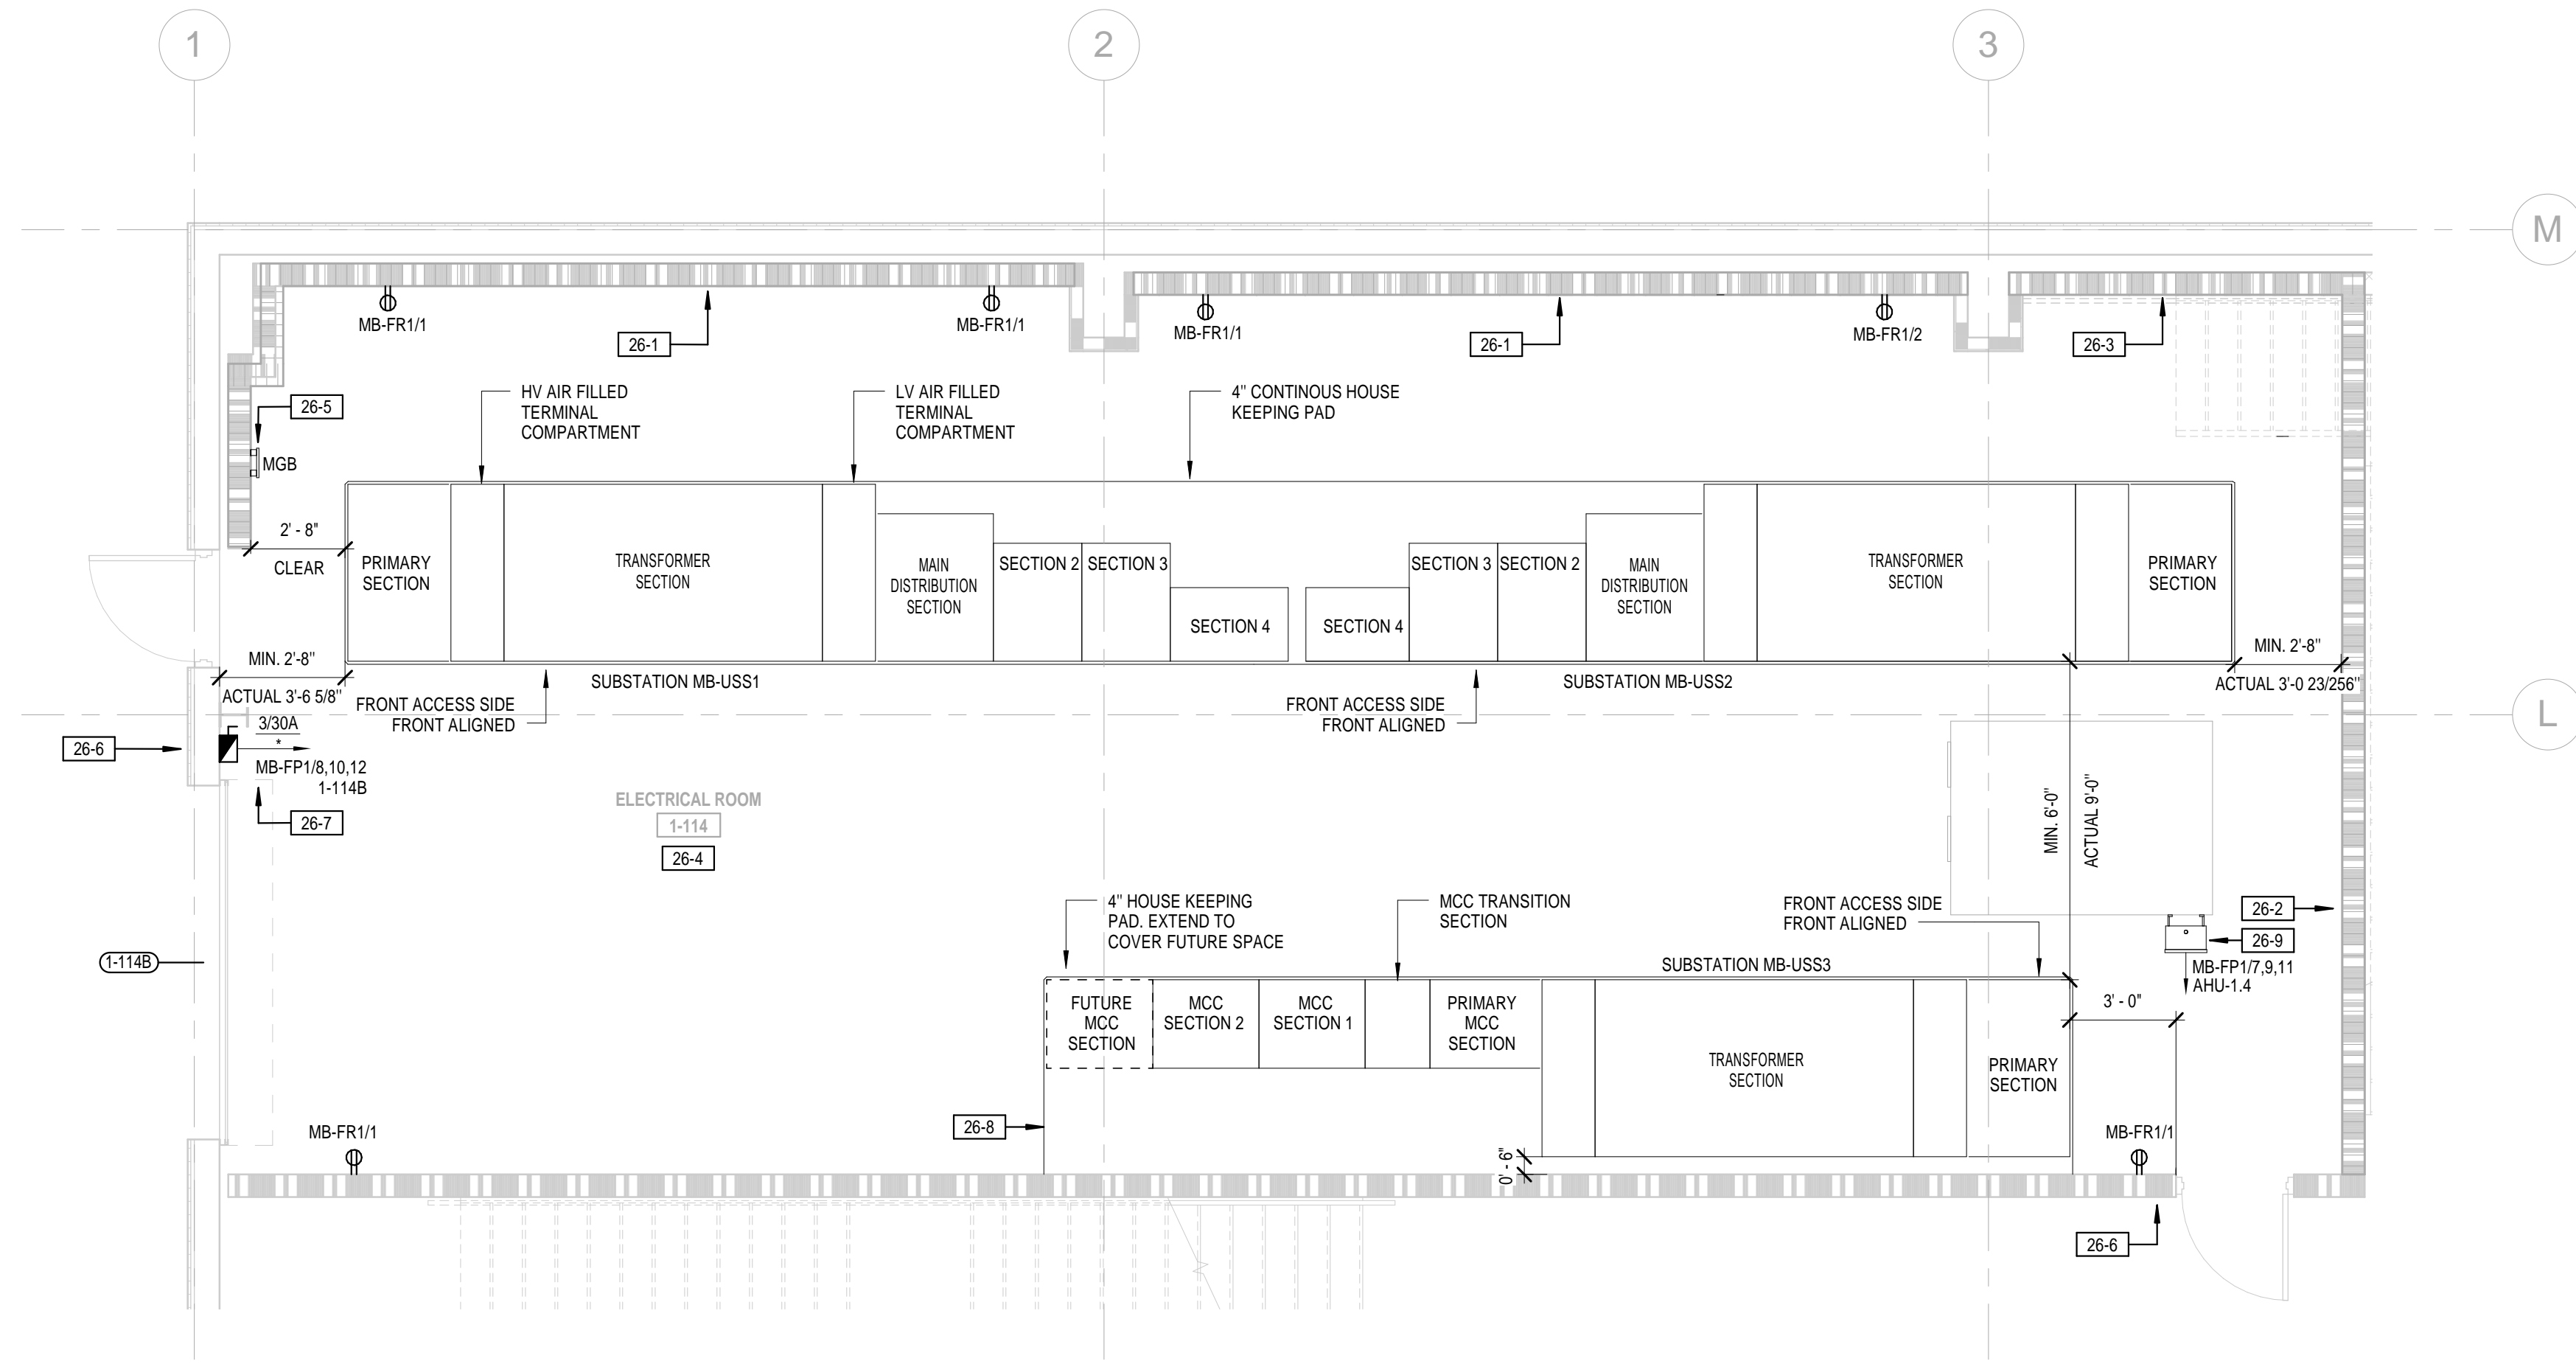 1
2
3
M
MB-FR1/1
26-1
MB-FR1/1
MB-FR1/1
26-1
MB-FR1/2
26-3
26-5
MGB
HV AIR FILLED
TERMINAL
COMPARTMENT
LV AIR FILLED
TERMINAL
COMPARTMENT
4" CONTINOUS HOUSE
KEEPING PAD
2' - 8"
CLEAR
PRIMARY
SECTION
TRANSFORMER
SECTION
MAIN
DISTRIBUTION
SECTION
SECTION 2
SECTION 3
SECTION 4
SECTION 4
SECTION 3
SECTION 2
MAIN
DISTRIBUTION
SECTION
TRANSFORMER
SECTION
PRIMARY
SECTION
MIN. 2'-8"
ACTUAL 3'-6 5/8"
SUBSTATION MB-USS1
FRONT ACCESS SIDE
FRONT ALIGNED
SUBSTATION MB-USS2
FRONT ACCESS SIDE
FRONT ALIGNED
MIN. 2'-8"
ACTUAL 3'-0 23/256"
L
3/30A
*
26-6
MB-FP1/8,10,12
1-114B
26-7
ELECTRICAL ROOM
1-114
26-4
MIN. 6'-0"
ACTUAL 9'-0"
1-114B
4" HOUSE KEEPING
PAD. EXTEND TO
COVER FUTURE SPACE
MCC TRANSITION
SECTION
FRONT ACCESS SIDE
FRONT ALIGNED
26-2
26-9
MB-FP1/7,9,11
AHU-1.4
SUBSTATION MB-USS3
FUTURE
MCC
SECTION
MCC
SECTION 2
MCC
SECTION 1
PRIMARY
MCC
SECTION
TRANSFORMER
SECTION
PRIMARY
SECTION
3' - 0"
26-8
0' - 6"
MB-FR1/1
MB-FR1/1
26-6